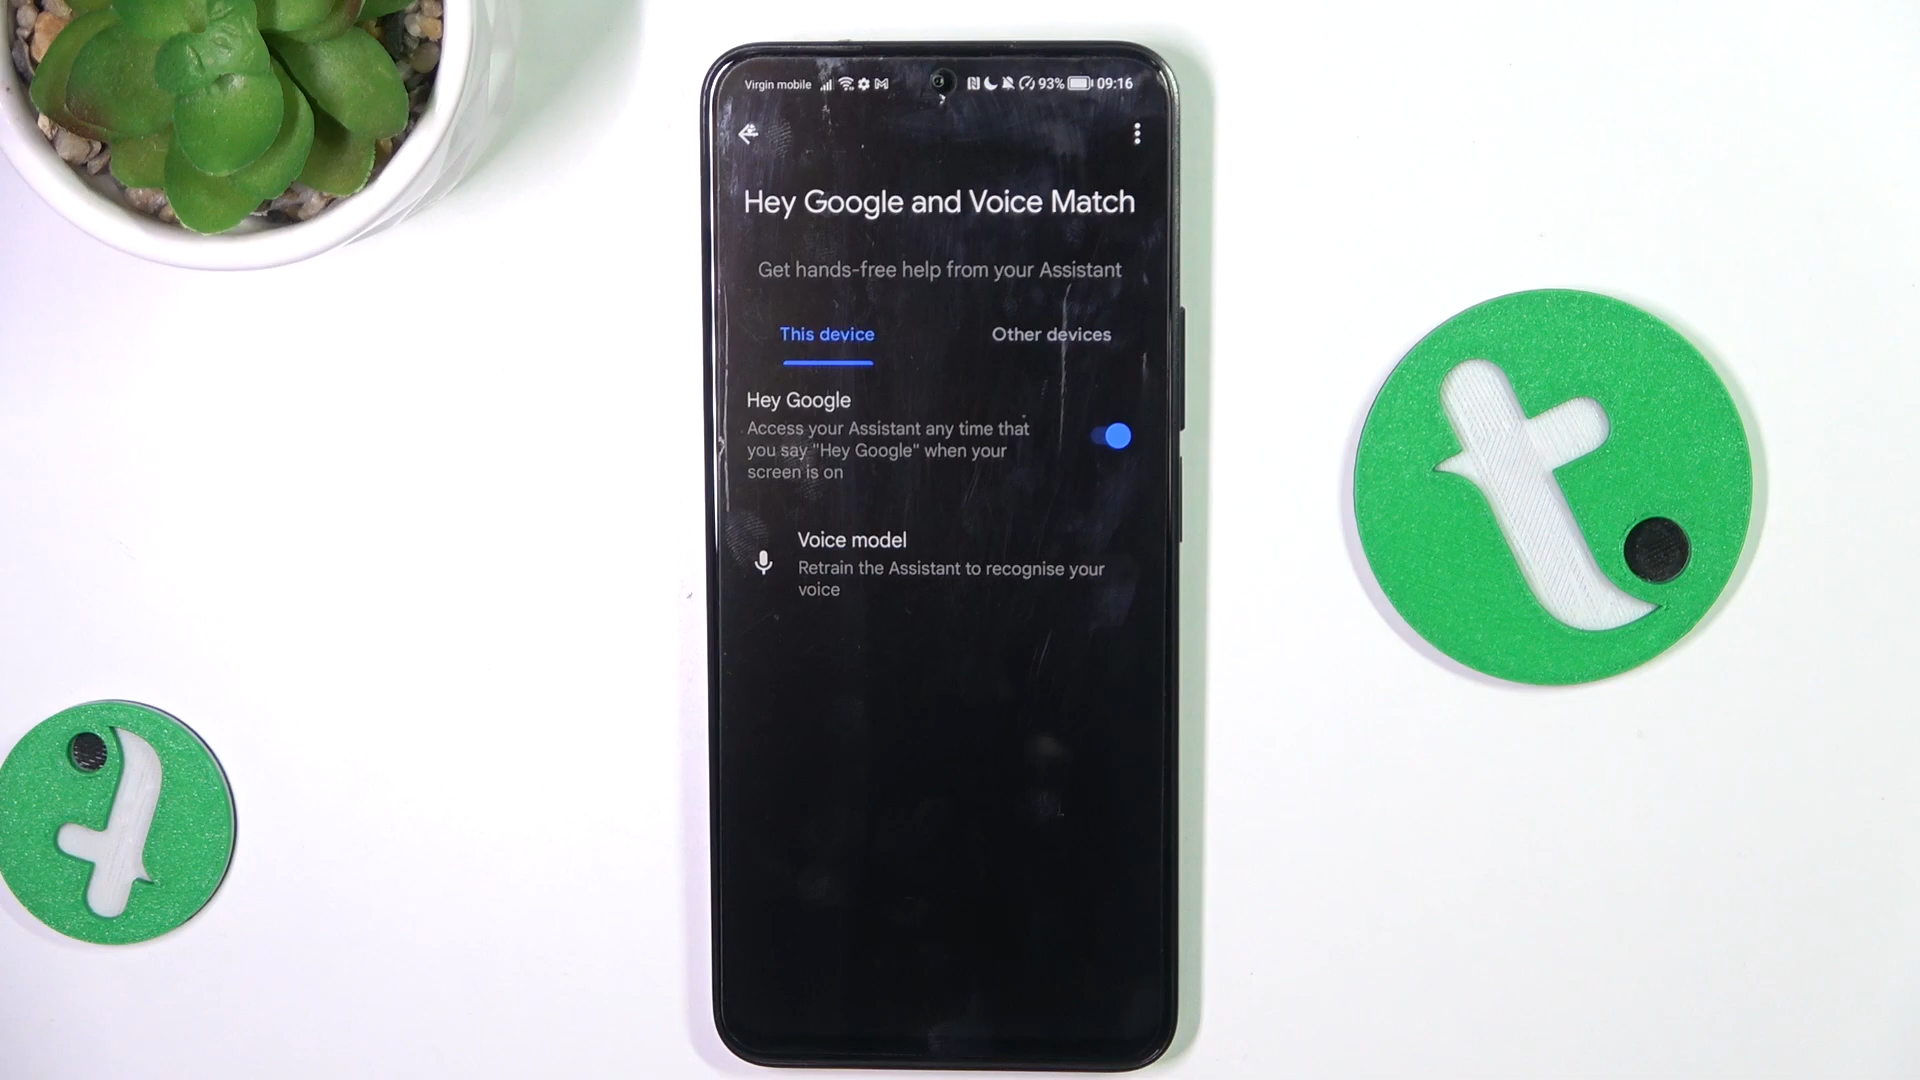 Virgin mobile 93% 09:16
Hey Google and Voice Match
Get hands-free help from your Assistant
This device Other devices
Hey Google
Access your Assistant any time that
you say "Hey Google" when your
screen is on
Voice model
Retrain the Assistant to recognise your
voice